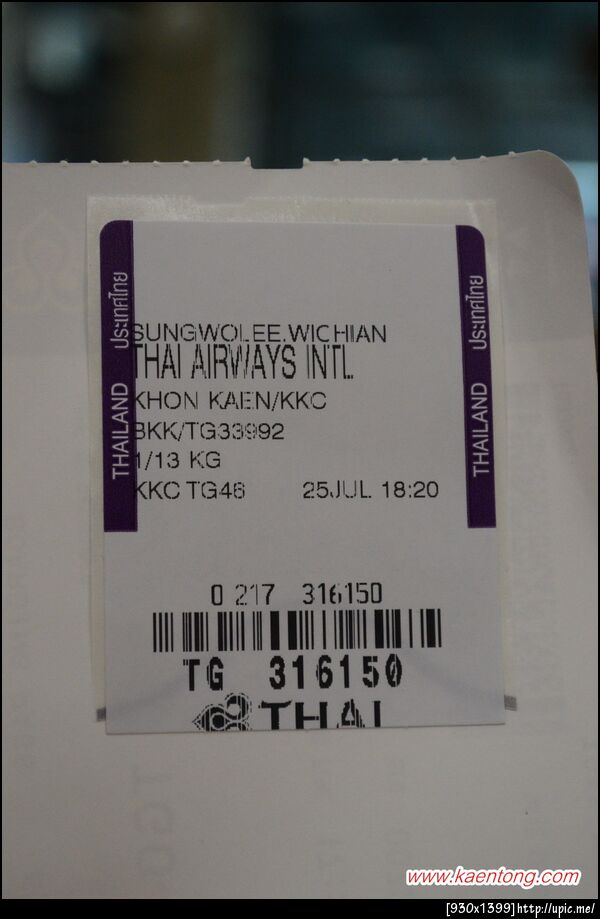 THAILAND ประเทศไทย
THAILAND ประเทศไทย
SUNGWOLEE.WICHIAN
THAI AIRWAYS INTL
KHON KAEN/KKC
BKK/TG33992
1/13 KG
KKC TG46 25JUL 18:20
0 217 316150
TG 316150
THAI
www.kaentong.com
[930x1399]http://upic.me/